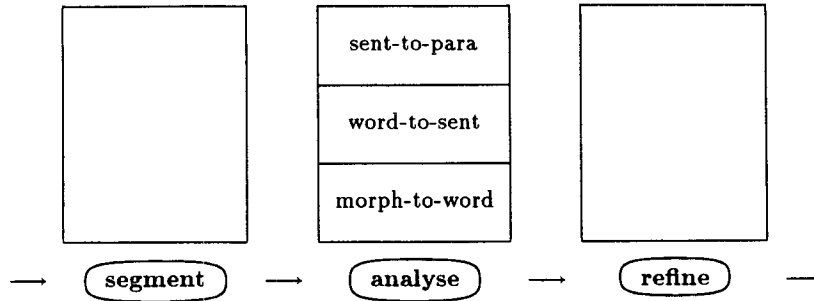 sent-to-para
word-to-sent
morph-to-word
segment
analyse
refine